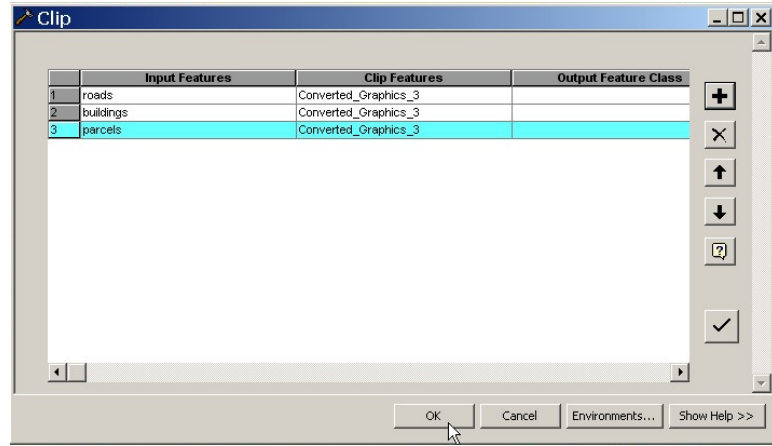 Clip
Input Features Clip Features Output Feature Class
1 roads Converted_Graphics_3
2 buildings Converted_Graphics_3
3 parcels Converted_Graphics_3
OK Cancel Environments... Show Help >>